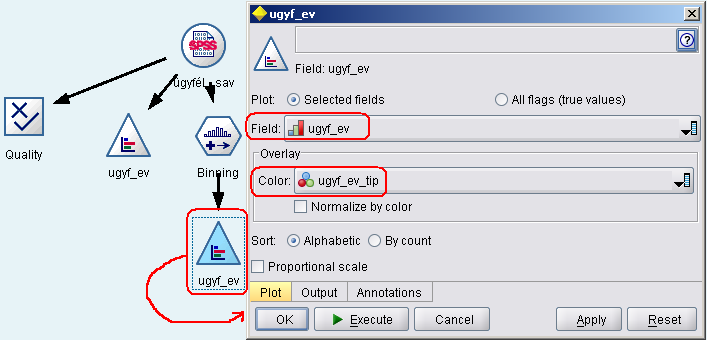 SPSS
ügyfél_.sav
Quality
ugyf_ev
Binning
ugyf_ev
ugyf_ev
Field: ugyf_ev
Plot: Selected fields All flags (true values)
Field: ugyf_ev
Overlay
Color: ugyf_ev_tip
Normalize by color
Sort: Alphabetic By count
Proportional scale
Plot Output Annotations
OK Execute Cancel Apply Reset